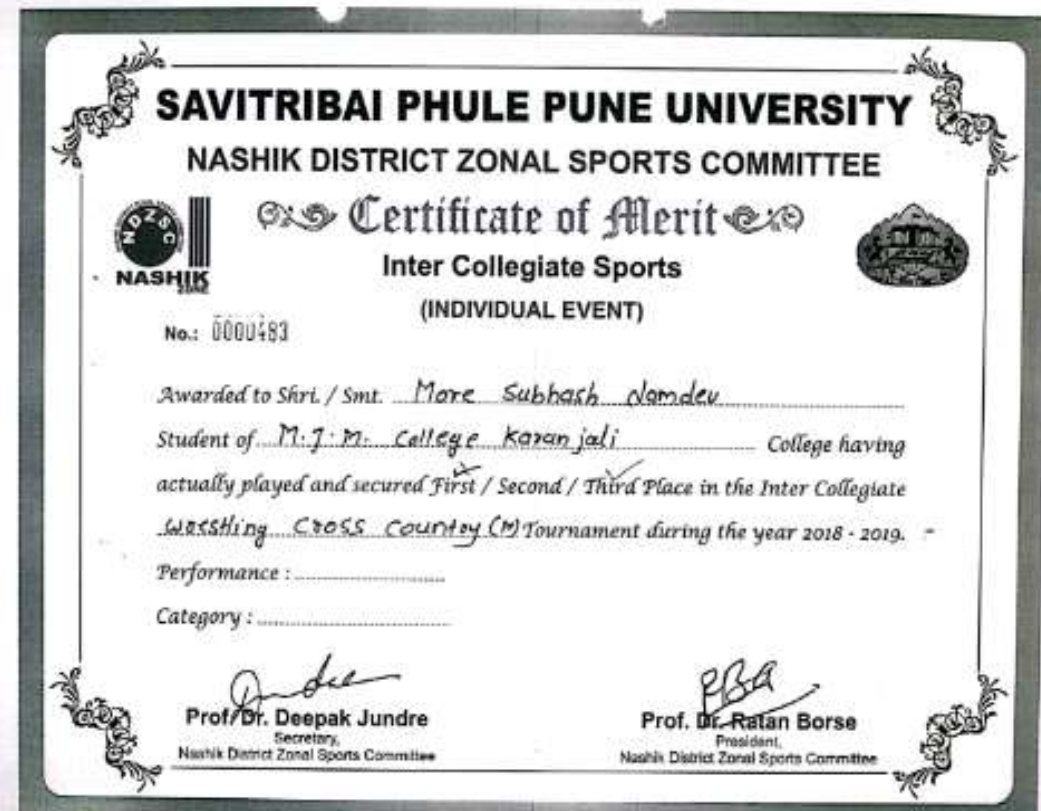 SAVITRIBAI PHULE PUNE UNIVERSITY
NASHIK DISTRICT ZONAL SPORTS COMMITTEE
Certificate of Merit
NDZSC
NASHIK
ZONE
Inter Collegiate Sports
(INDIVIDUAL EVENT)
No.: 0000483
Awarded to Shri. / Smt. More Subhash Namdev
Student of M.J.M. College Karanjali College having
actually played and secured First / Second / Third Place in the Inter Collegiate
Cross Country (M) Tournament during the year 2018 - 2019.
Performance :
Category :
Prof. Dr. Deepak Jundre
Secretary,
Nashik District Zonal Sports Committee
Prof. Dr. Ratan Borse
President,
Nashik District Zonal Sports Committee